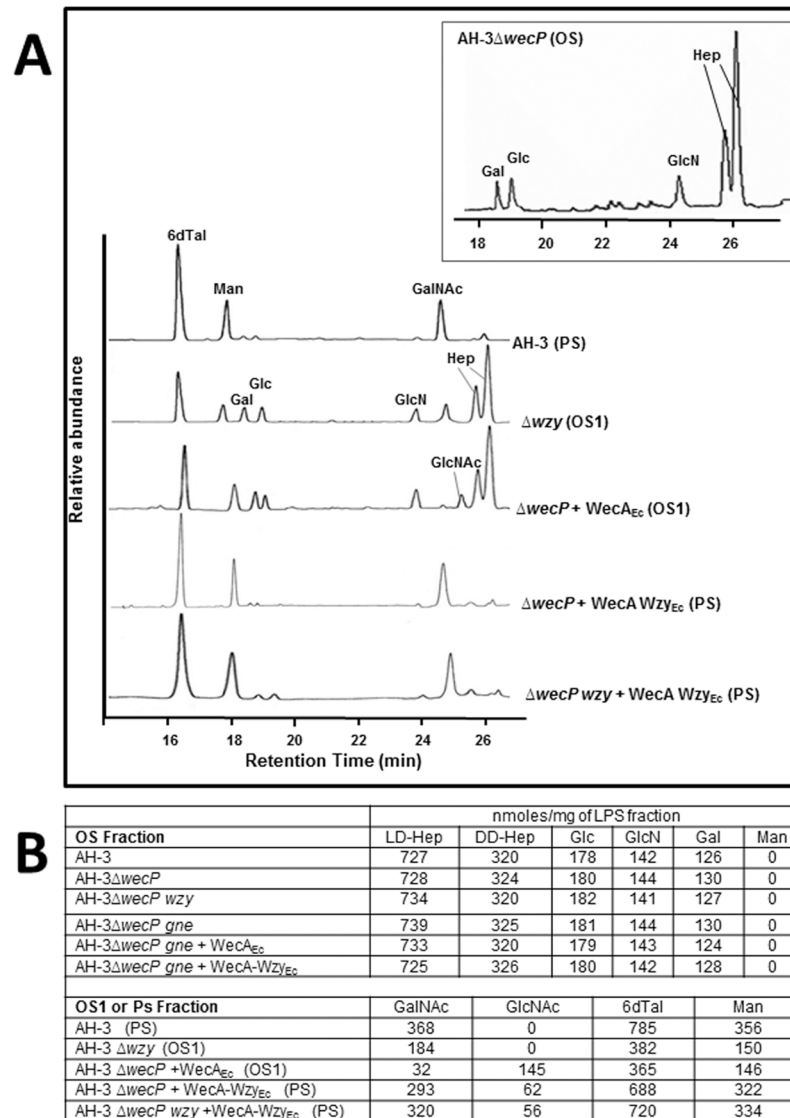 A
AH-3ΔwecP (OS)
Hep
Gal
Glc
GlcN
18 20 22 24 26
6dTal
Man
GalNAc
AH-3 (PS)
Hep
Glc
Gal
GlcN
Δwzy (OS1)
GlcNAc
ΔwecP + WecAEc (OS1)
ΔwecP + WecA WzyEc (PS)
ΔwecP wzy + WecA WzyEc (PS)
Relative abundance
16 18 20 22 24 26
Retention Time (min)
B
nmoles/mg of LPS fraction
OS Fraction LD-Hep DD-Hep Glc GlcN Gal Man
AH-3 727 320 178 142 126 0
AH-3ΔwecP 728 324 180 144 130 0
AH-3ΔwecP wzy 734 320 182 141 127 0
AH-3ΔwecP gne 739 325 181 144 130 0
AH-3ΔwecP gne + WecAEc 733 320 179 143 124 0
AH-3ΔwecP gne + WecA-WzyEc 725 326 180 142 128 0
OS1 or Ps Fraction GalNAc GlcNAc 6dTal Man
AH-3 (PS) 368 0 785 356
AH-3 Δwzy (OS1) 184 0 382 150
AH-3 ΔwecP +WecAEc (OS1) 32 145 365 146
AH-3 ΔwecP + WecA-WzyEc (PS) 293 62 688 322
AH-3 ΔwecP wzy +WecA-WzyEc (PS) 320 56 720 334